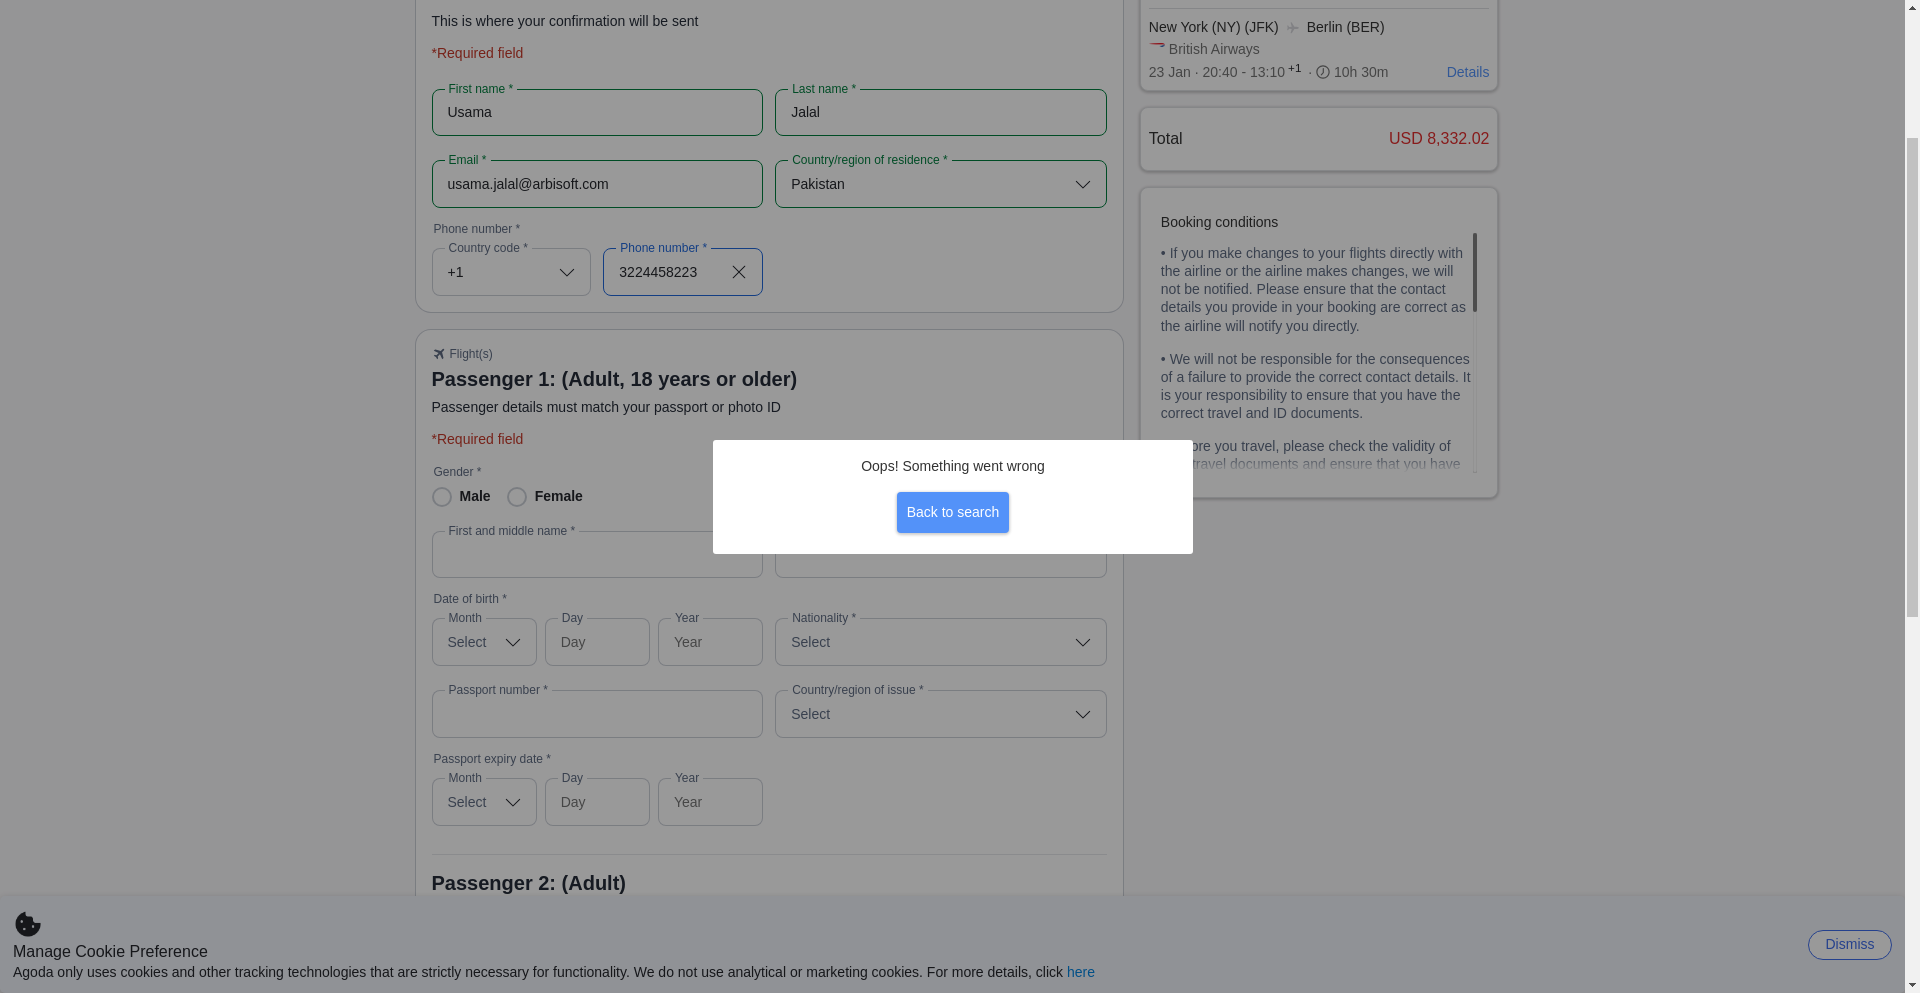 This is where your confirmation will be sent
*Required field
First name *
Usama
Last name *
Jalal
Email *
usama.jalal@arbisoft.com
Country/region of residence *
Pakistan
Phone number *
Country code *
+1
Phone number *
3224458223
Flight(s)
Passenger 1: (Adult, 18 years or older)
Passenger details must match your passport or photo ID
*Required field
Gender *
Male
Female
First and middle name *
Date of birth *
Month
Select
Day
Day
Year
Year
Nationality *
Select
Passport number *
Country/region of issue *
Select
Passport expiry date *
Month
Select
Day
Day
Year
Year
Passenger 2: (Adult)
New York (NY) (JFK) Berlin (BER)
British Airways
23 Jan · 20:40 - 13:10 +1 · 10h 30m
Details
Total
USD 8,332.02
Booking conditions
• If you make changes to your flights directly with
the airline or the airline makes changes, we will
not be notified. Please ensure that the contact
details you provide in your booking are correct as
the airline will notify you directly.
• We will not be responsible for the consequences
of a failure to provide the correct contact details. It
is your responsibility to ensure that you have the
correct travel and ID documents.
you travel, please check the validity of
travel documents and ensure that you have
Oops! Something went wrong
Back to search
Manage Cookie Preference
Agoda only uses cookies and other tracking technologies that are strictly necessary for functionality. We do not use analytical or marketing cookies. For more details, click here
Dismiss